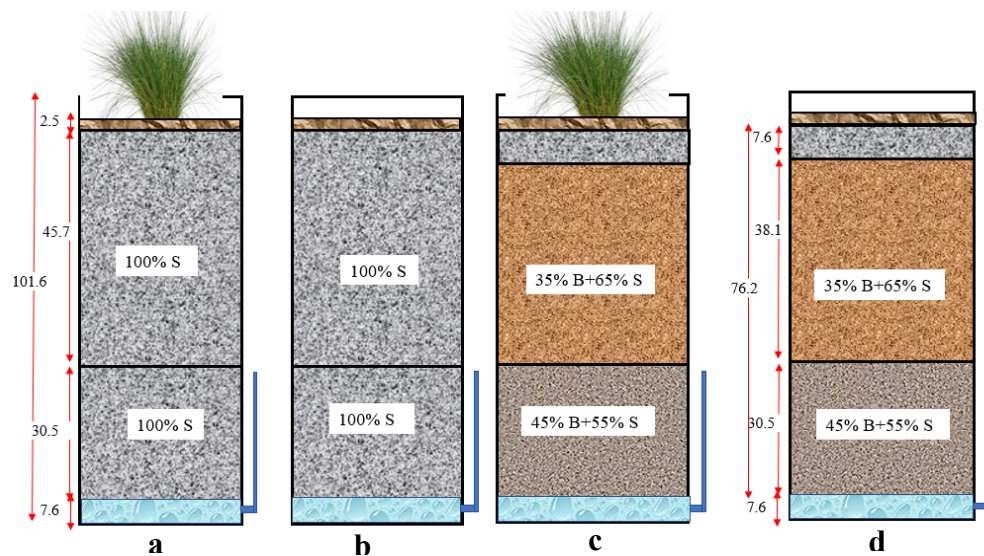 2.5
45.7
101.6
30.5
7.6
100% S
100% S
a
100% S
100% S
b
35% B+65% S
45% B+55% S
c
7.6
38.1
76.2
30.5
7.6
35% B+65% S
45% B+55% S
d